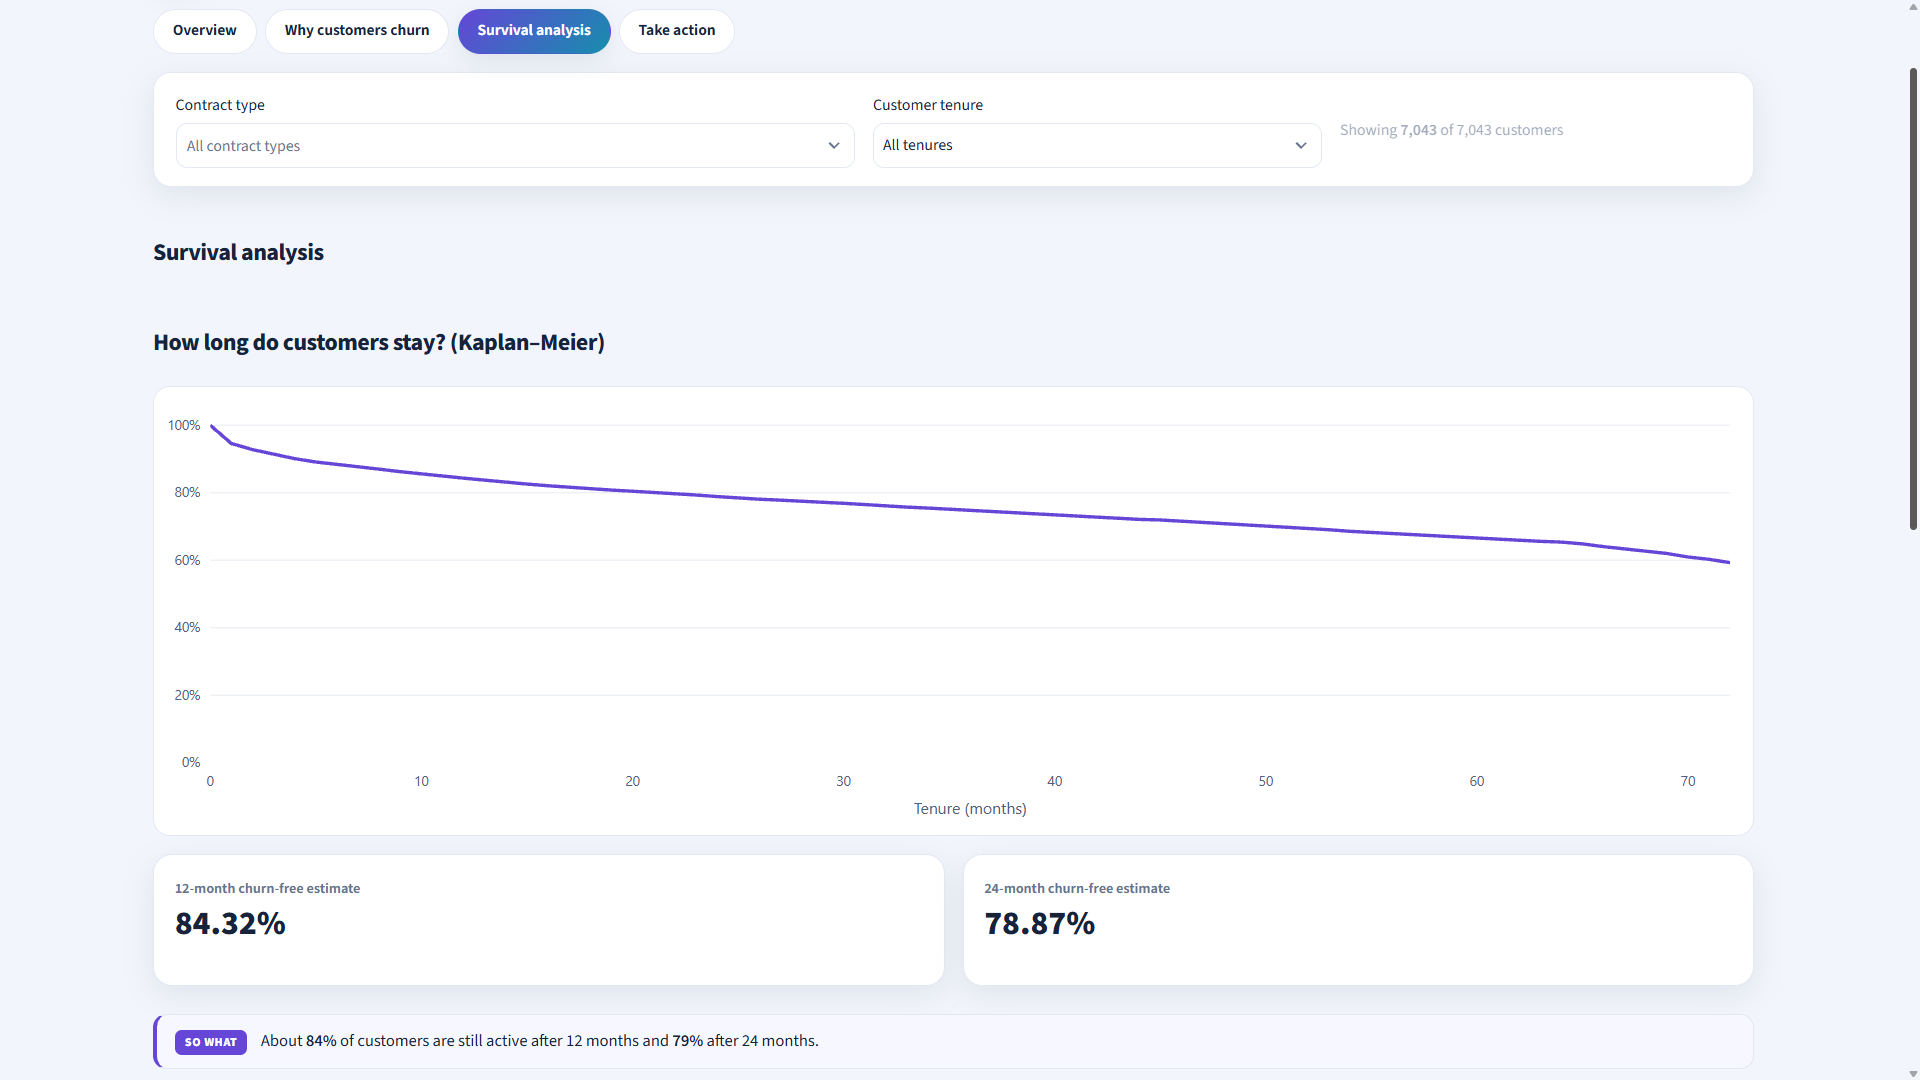 Overview
Why customers churn
Survival analysis
Take action
Contract type
Customer tenure
All contract types
All tenures
Showing 7,043 of 7,043 customers
Survival analysis
How long do customers stay? (Kaplan–Meier)
100%
80%
60%
40%
20%
0%
0 10 20 30 40 50 60 70
Tenure (months)
12-month churn-free estimate
84.32%
24-month churn-free estimate
78.87%
SO WHAT About 84% of customers are still active after 12 months and 79% after 24 months.